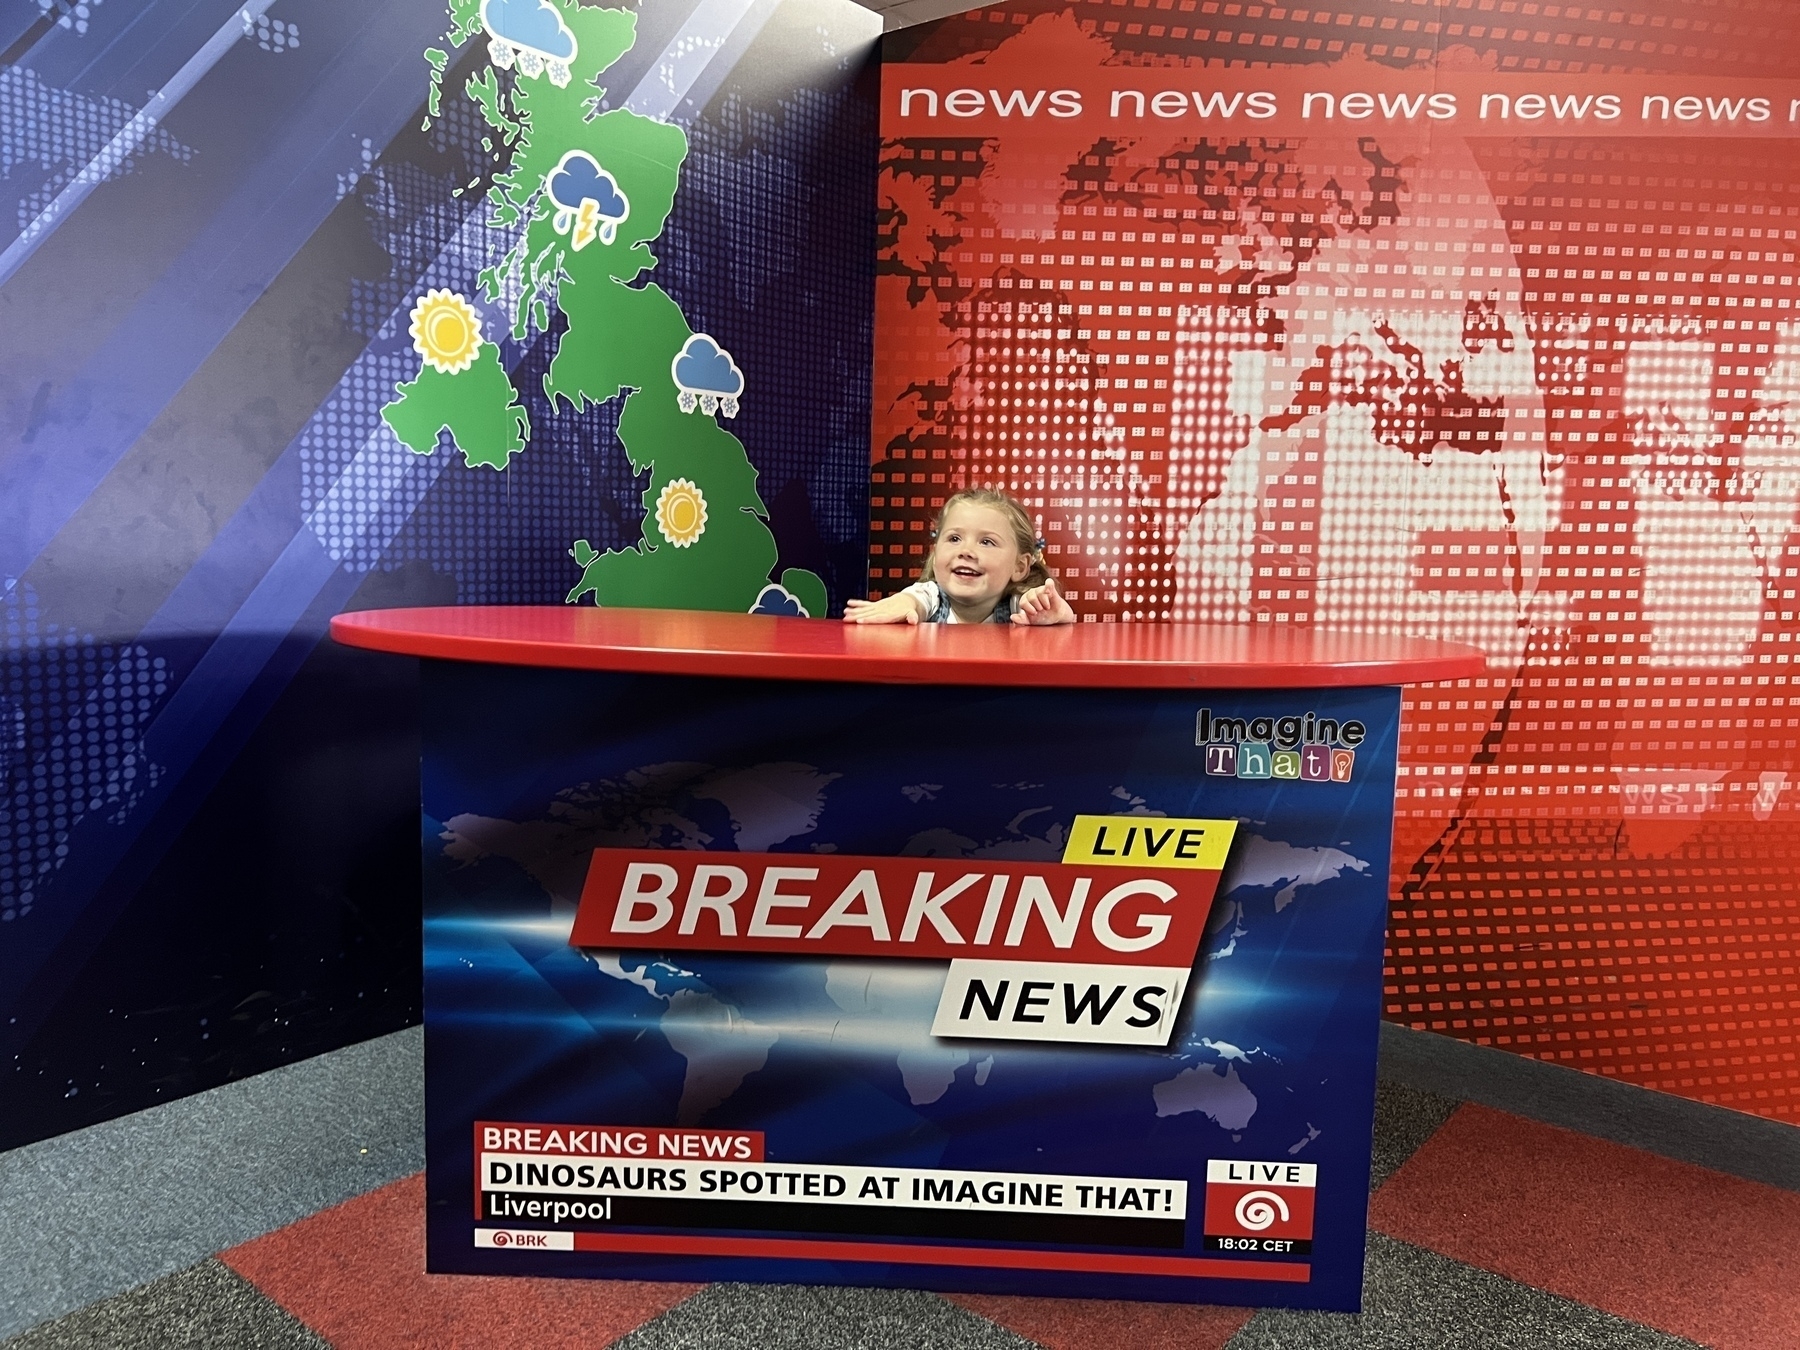 news news news news news
Imagine
That
LIVE
BREAKING
NEWS
BREAKING NEWS
DINOSAURS SPOTTED AT IMAGINE THAT!
Liverpool
BRK
LIVE
18:02 CET